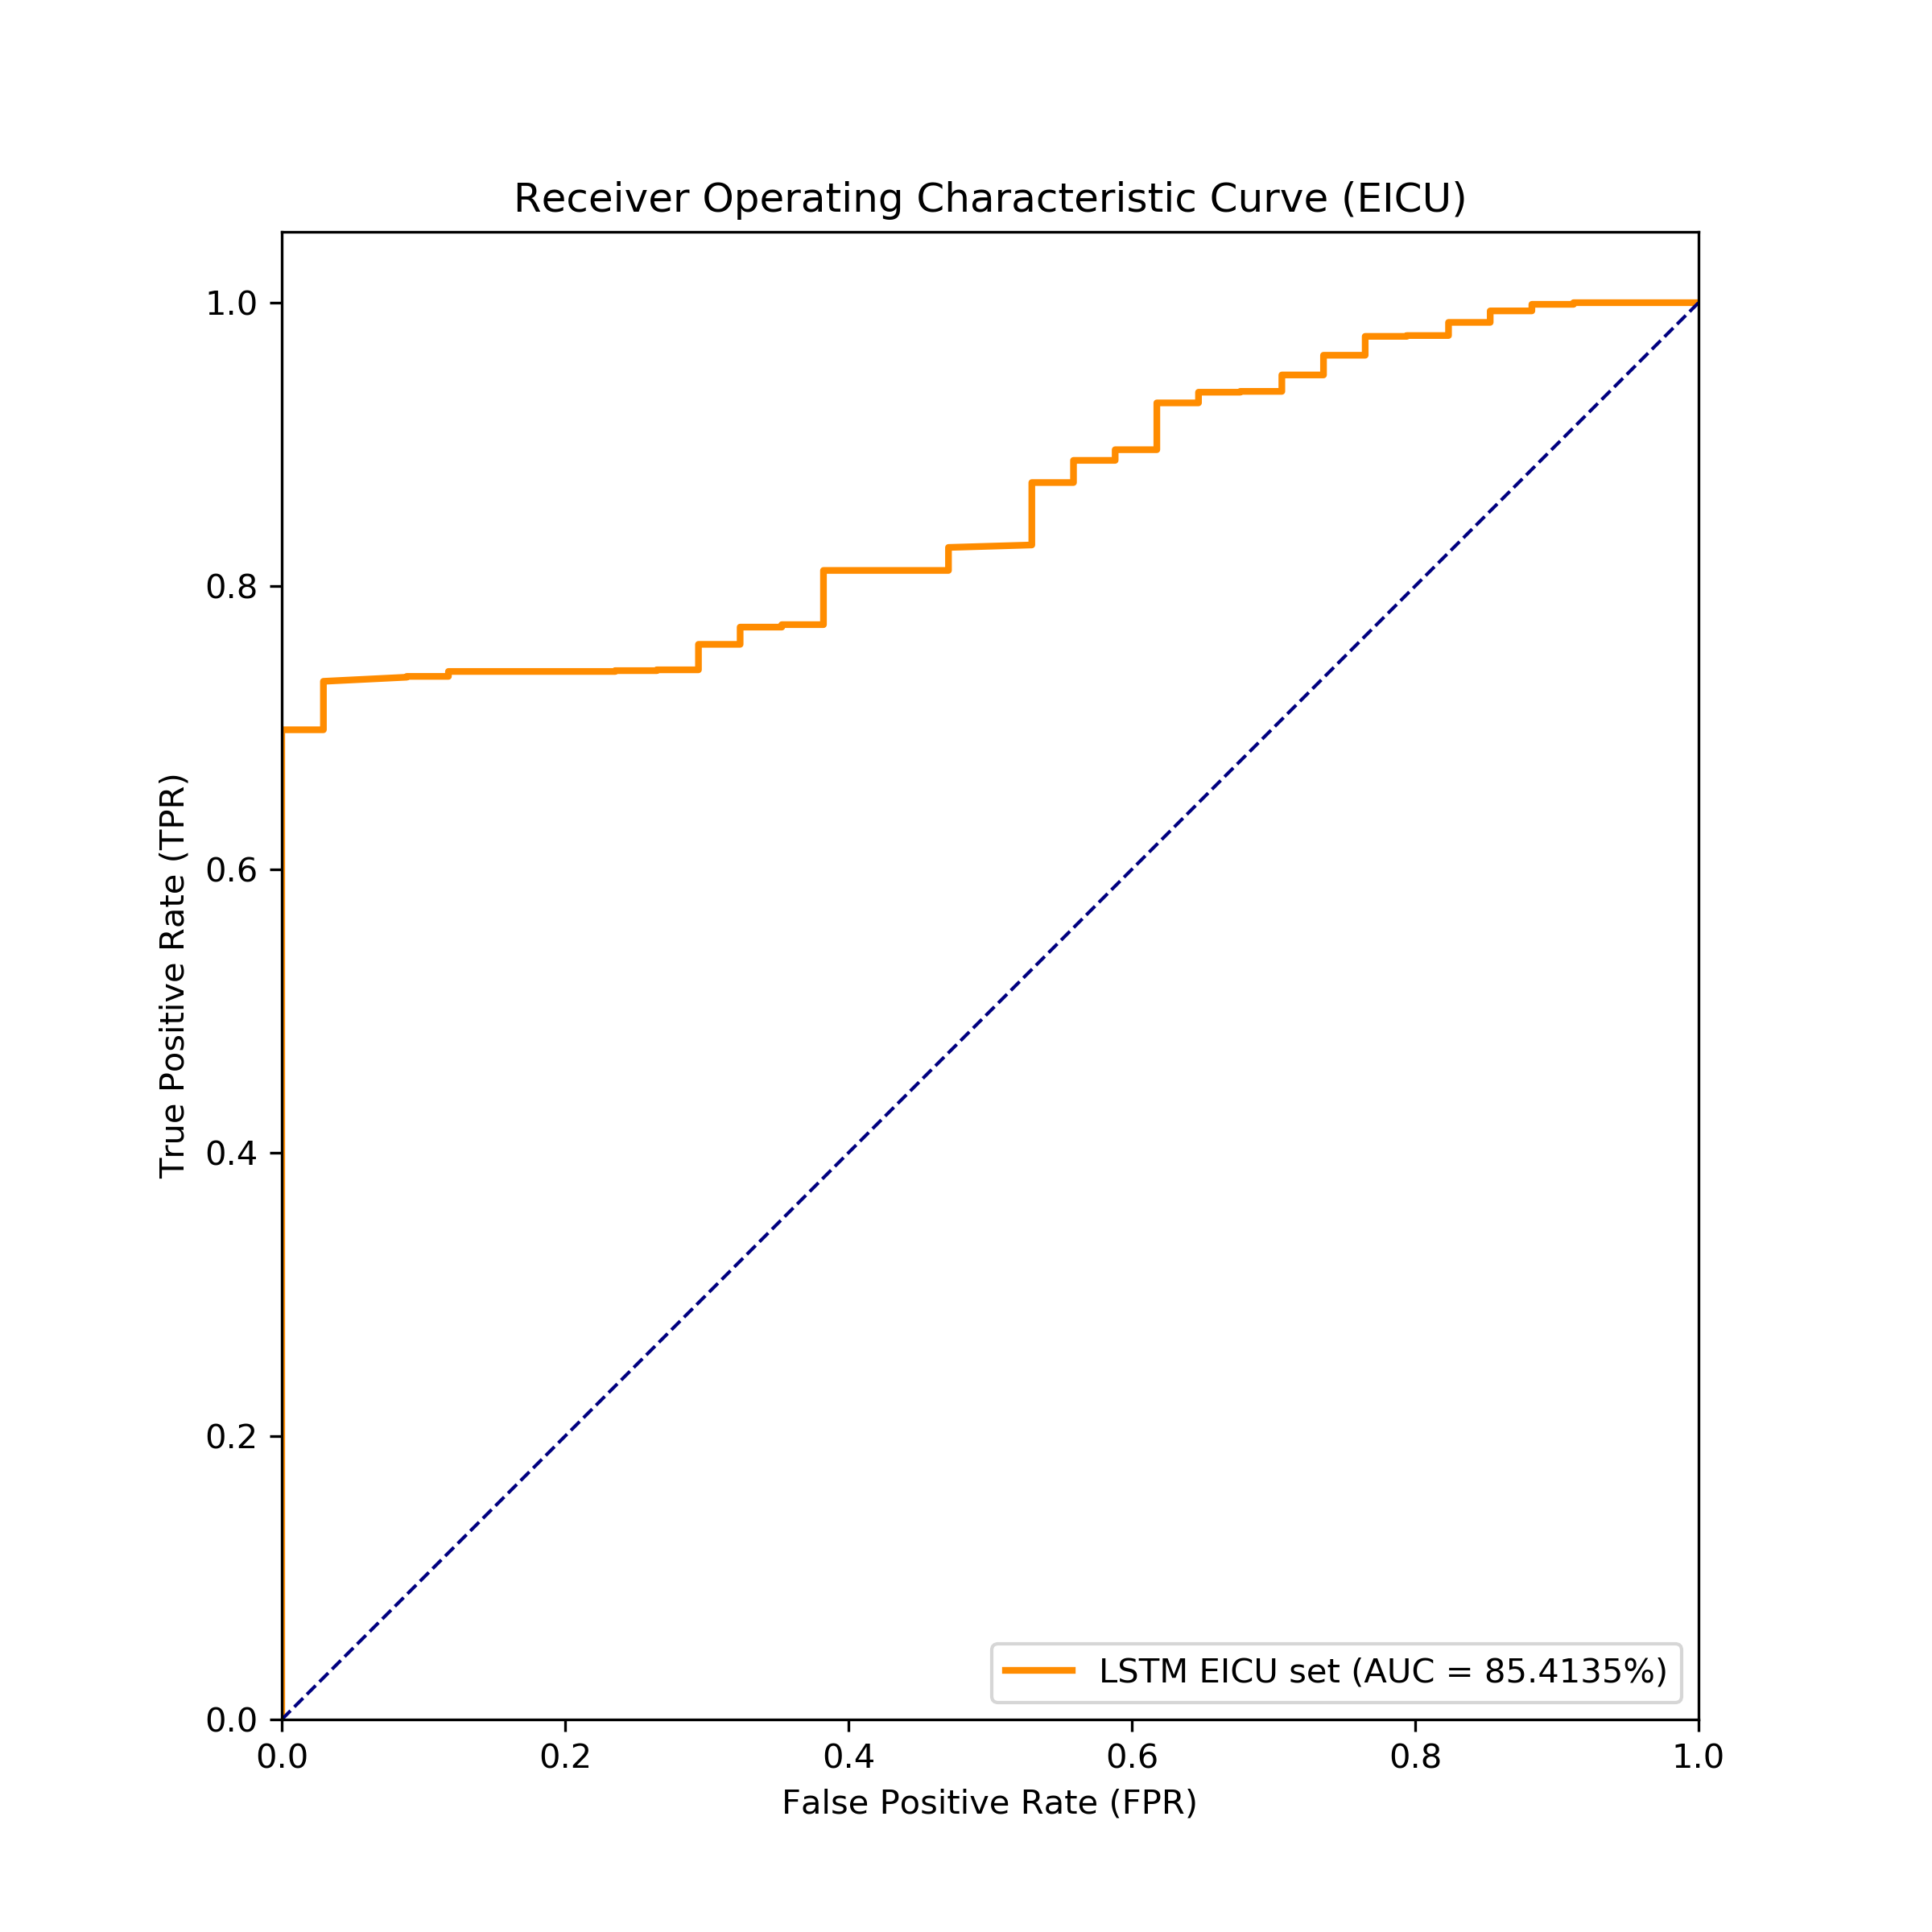 Receiver Operating Characteristic Curve (EICU)
True Positive Rate (TPR)
1.0
0.8
0.6
0.4
0.2
0.0
0.0 0.2 0.4 0.6 0.8 1.0
False Positive Rate (FPR)
LSTM EICU set (AUC = 85.4135%)